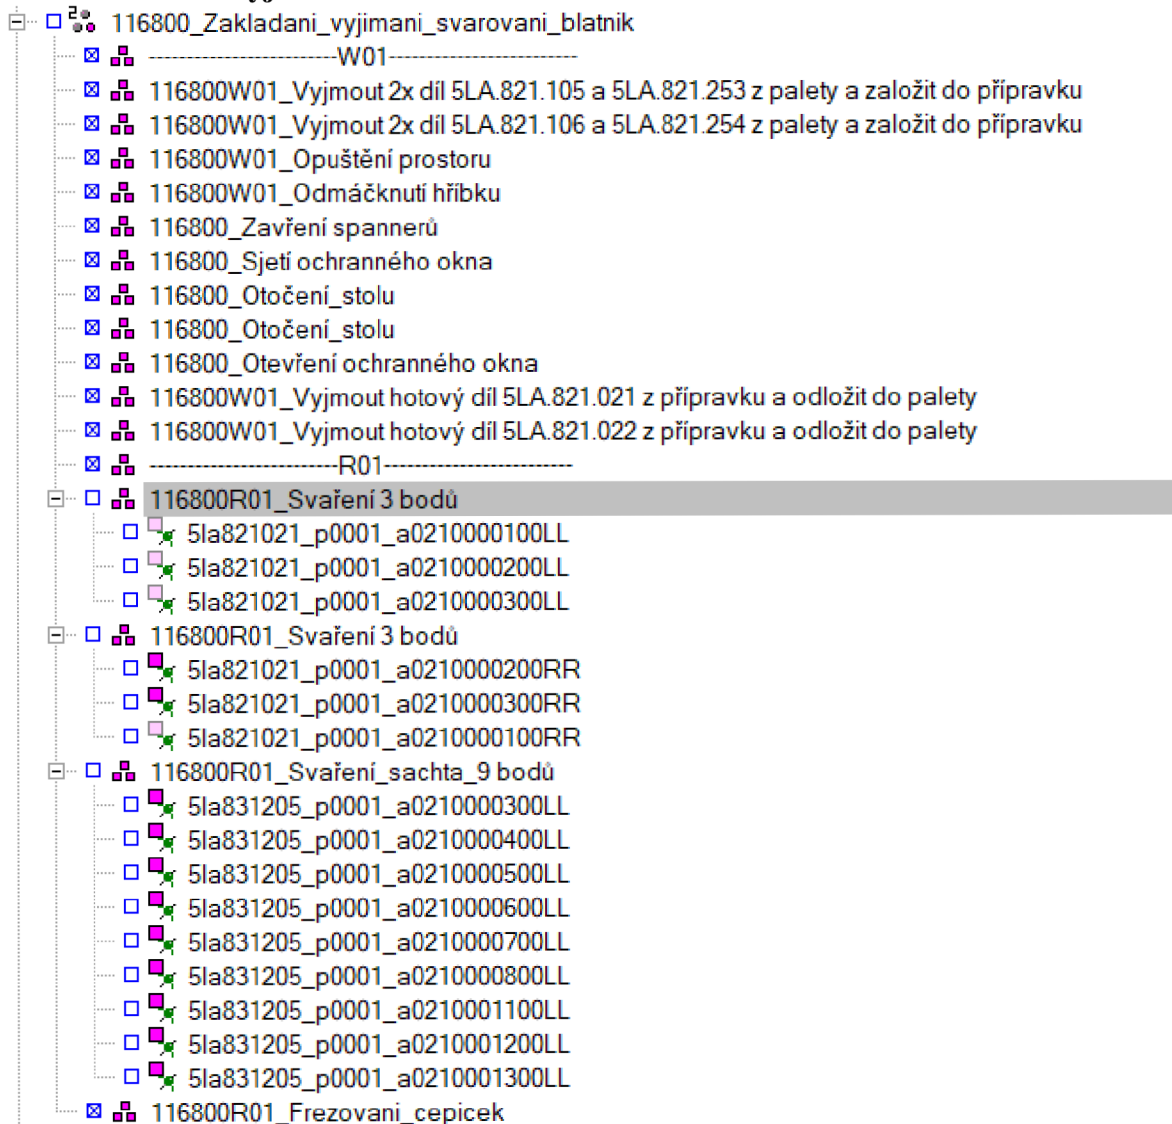 116800_Zakladani_vyjimani_svarovani_blatnik
-------------------------W01-------------------------
116800W01_Vyjmout 2x díl 5LA.821.105 a 5LA.821.253 z palety a založit do přípravku
116800W01_Vyjmout 2x díl 5LA.821.106 a 5LA.821.254 z palety a založit do přípravku
116800W01_Opuštění prostoru
116800W01_Odmáčknutí hříbku
116800_Zavření spannerů
116800_Sjetí ochranného okna
116800_Otočení_stolu
116800_Otočení_stolu
116800_Otevření ochranného okna
116800W01_Vyjmout hotový díl 5LA.821.021 z přípravku a odložit do palety
116800W01_Vyjmout hotový díl 5LA.821.022 z přípravku a odložit do palety
-------------------------R01-------------------------
116800R01_Svaření 3 bodů
5la821021_p0001_a0210000100LL
5la821021_p0001_a0210000200LL
5la821021_p0001_a0210000300LL
116800R01_Svaření 3 bodů
5la821021_p0001_a0210000200RR
5la821021_p0001_a0210000300RR
5la821021_p0001_a0210000100RR
116800R01_Svaření_sachta_9 bodů
5la831205_p0001_a0210000300LL
5la831205_p0001_a0210000400LL
5la831205_p0001_a0210000500LL
5la831205_p0001_a0210000600LL
5la831205_p0001_a0210000700LL
5la831205_p0001_a0210000800LL
5la831205_p0001_a0210001100LL
5la831205_p0001_a0210001200LL
5la831205_p0001_a0210001300LL
116800R01_Frezovani_cepicek